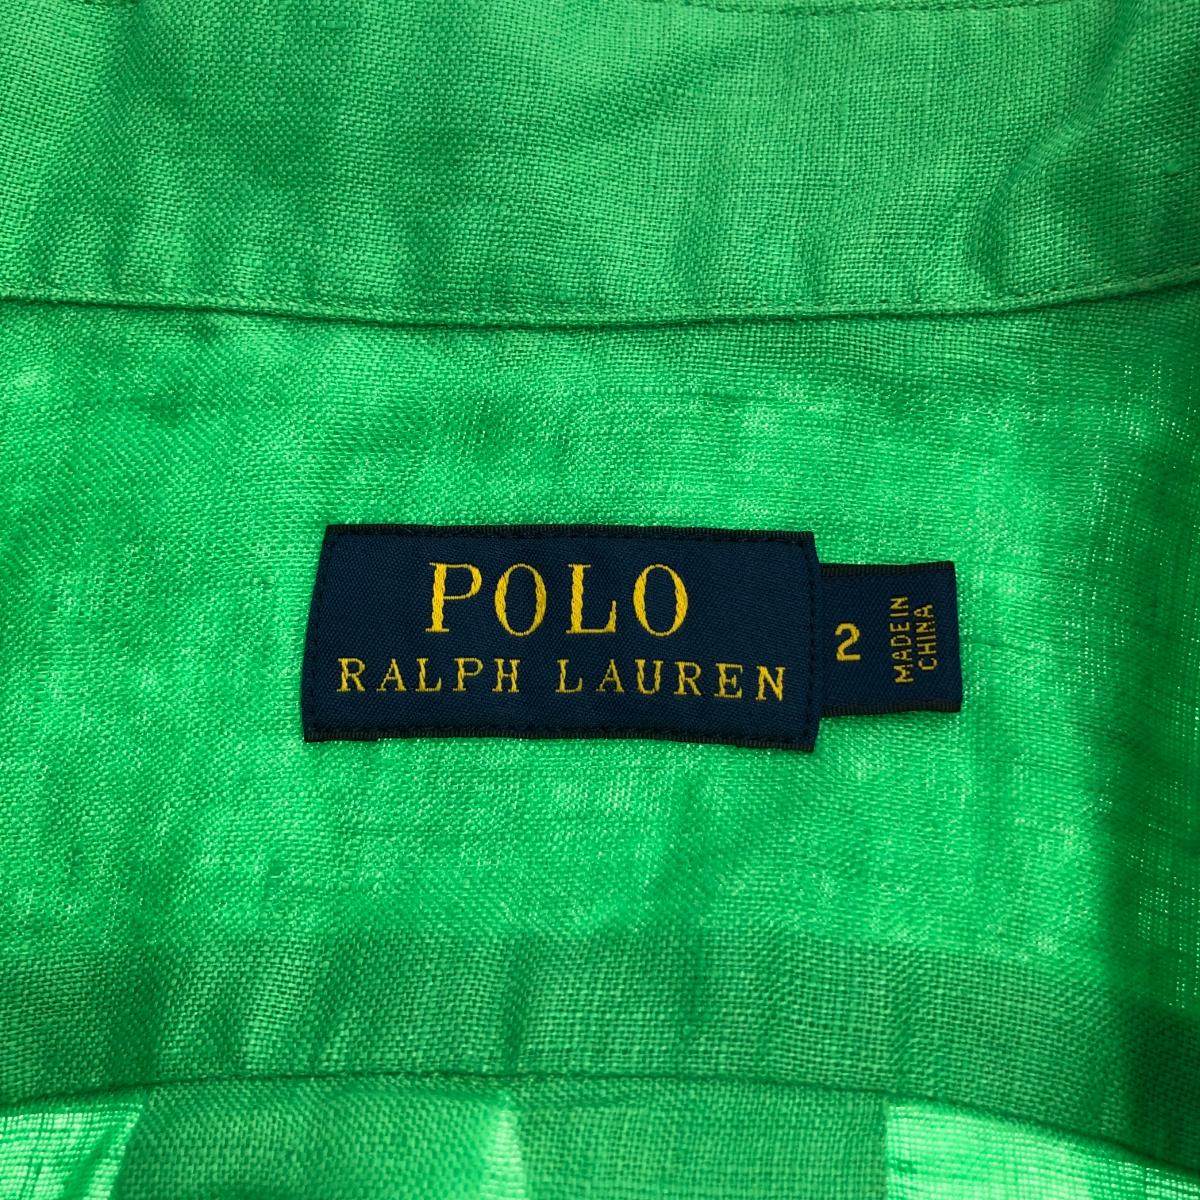 POLO
RALPH LAUREN
2
MADE IN
CHINA